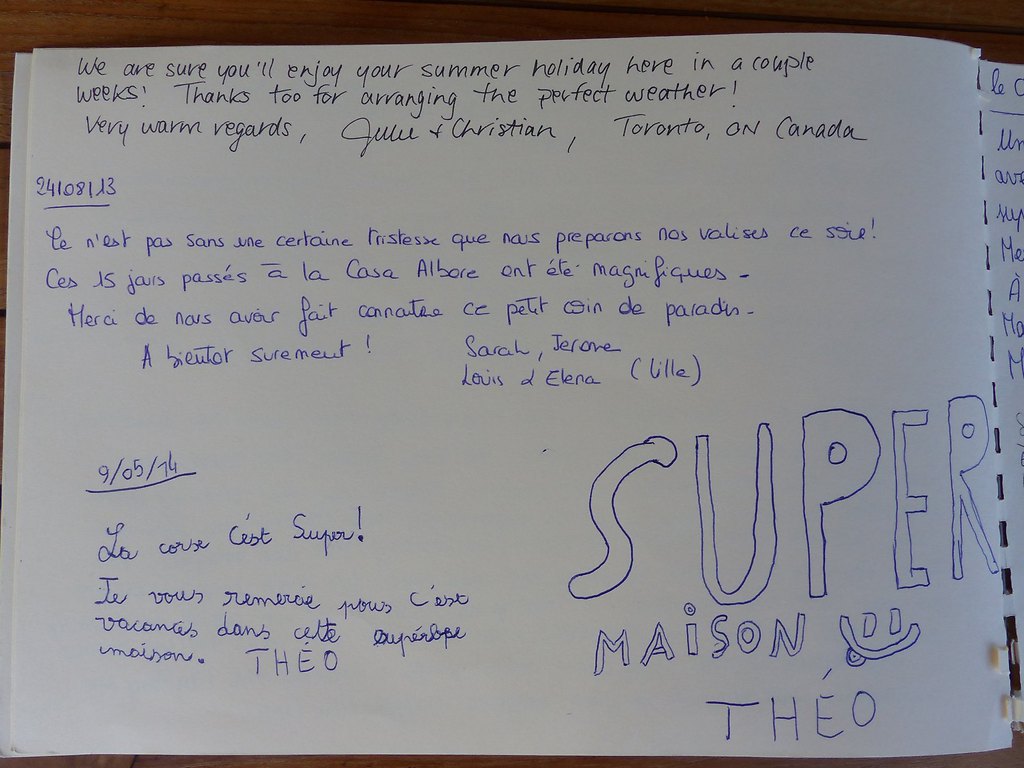 We are sure you'll enjoy your summer holiday here in a couple
weeks! Thanks too for arranging the perfect weather!
Very warm regards, Julie + Christian, Toronto, ON Canada
24/08/13
Ce n'est pas sans une certaine tristesse que nous preparons nos valises ce soir!
Ces 15 jours passés à la Casa Albore ont été magnifiques -
Merci de nous avoir fait connaitre ce petit coin de paradis -
A bientot surement !
Sarah, Jerome
Louis & Elena (Lille)
9/05/14
La corse c'est Super!
Je vous remercie pour c'est
vacances dans cette superbe
maison. THÉO
SUPER
MAISON
THÉO
le C
Un
ave
sup
Me
À
Ma
M